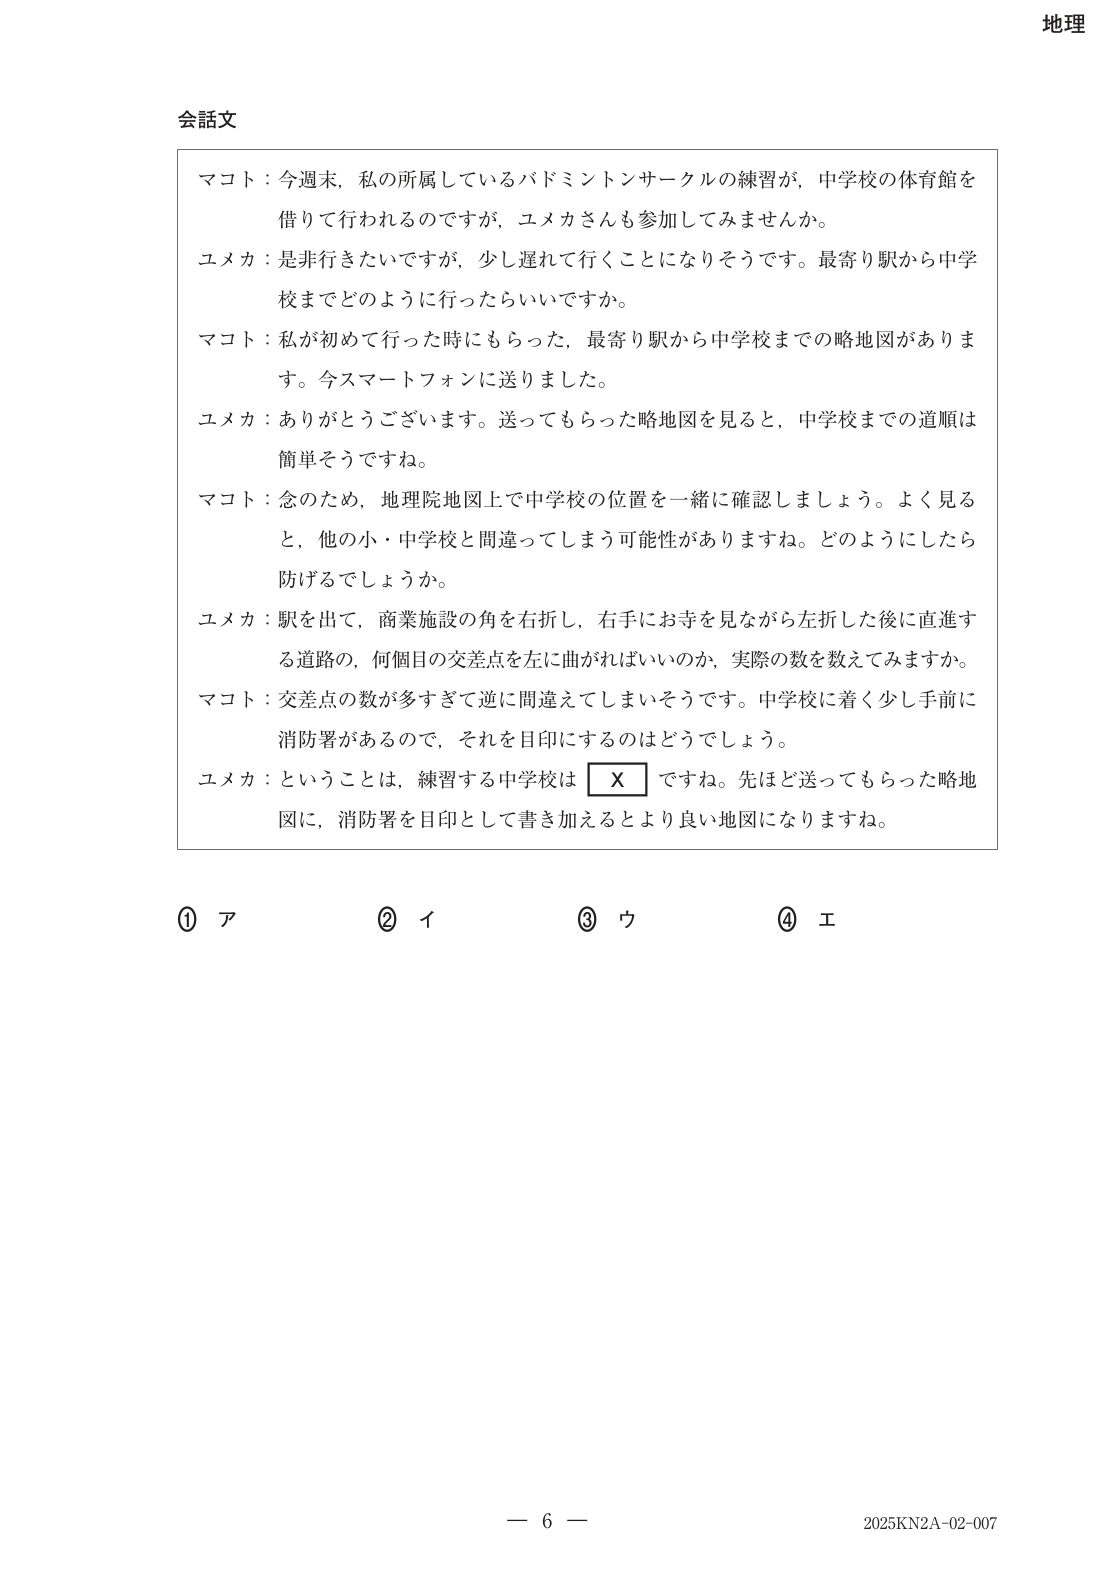 地理
会話文
マコト：今週末，私の所属しているバドミントンサークルの練習が，中学校の体育館を
借りて行われるのですが，ユメカさんも参加してみませんか。
ユメカ：是非行きたいですが，少し遅れて行くことになりそうです。最寄り駅から中学
校までどのように行ったらいいですか。
マコト：私が初めて行った時にもらった，最寄り駅から中学校までの略地図がありま
す。今スマートフォンに送りました。
ユメカ：ありがとうございます。送ってもらった略地図を見ると，中学校までの道順は
簡単そうですね。
マコト：念のため，地理院地図上で中学校の位置を一緒に確認しましょう。よく見る
と，他の小・中学校と間違ってしまう可能性がありますね。どのようにしたら
防げるでしょうか。
ユメカ：駅を出て，商業施設の角を右折し，右手にお寺を見ながら左折した後に直進す
る道路の，何個目の交差点を左に曲がればいいのか，実際の数を数えてみますか。
マコト：交差点の数が多すぎて逆に間違えてしまいそうです。中学校に着く少し手前に
消防署があるので，それを目印にするのはどうでしょう。
ユメカ：ということは，練習する中学校は X ですね。先ほど送ってもらった略地
図に，消防署を目印として書き加えるとより良い地図になりますね。
① ア ② イ ③ ウ ④ エ
― 6 ―
2025KN2A-02-007